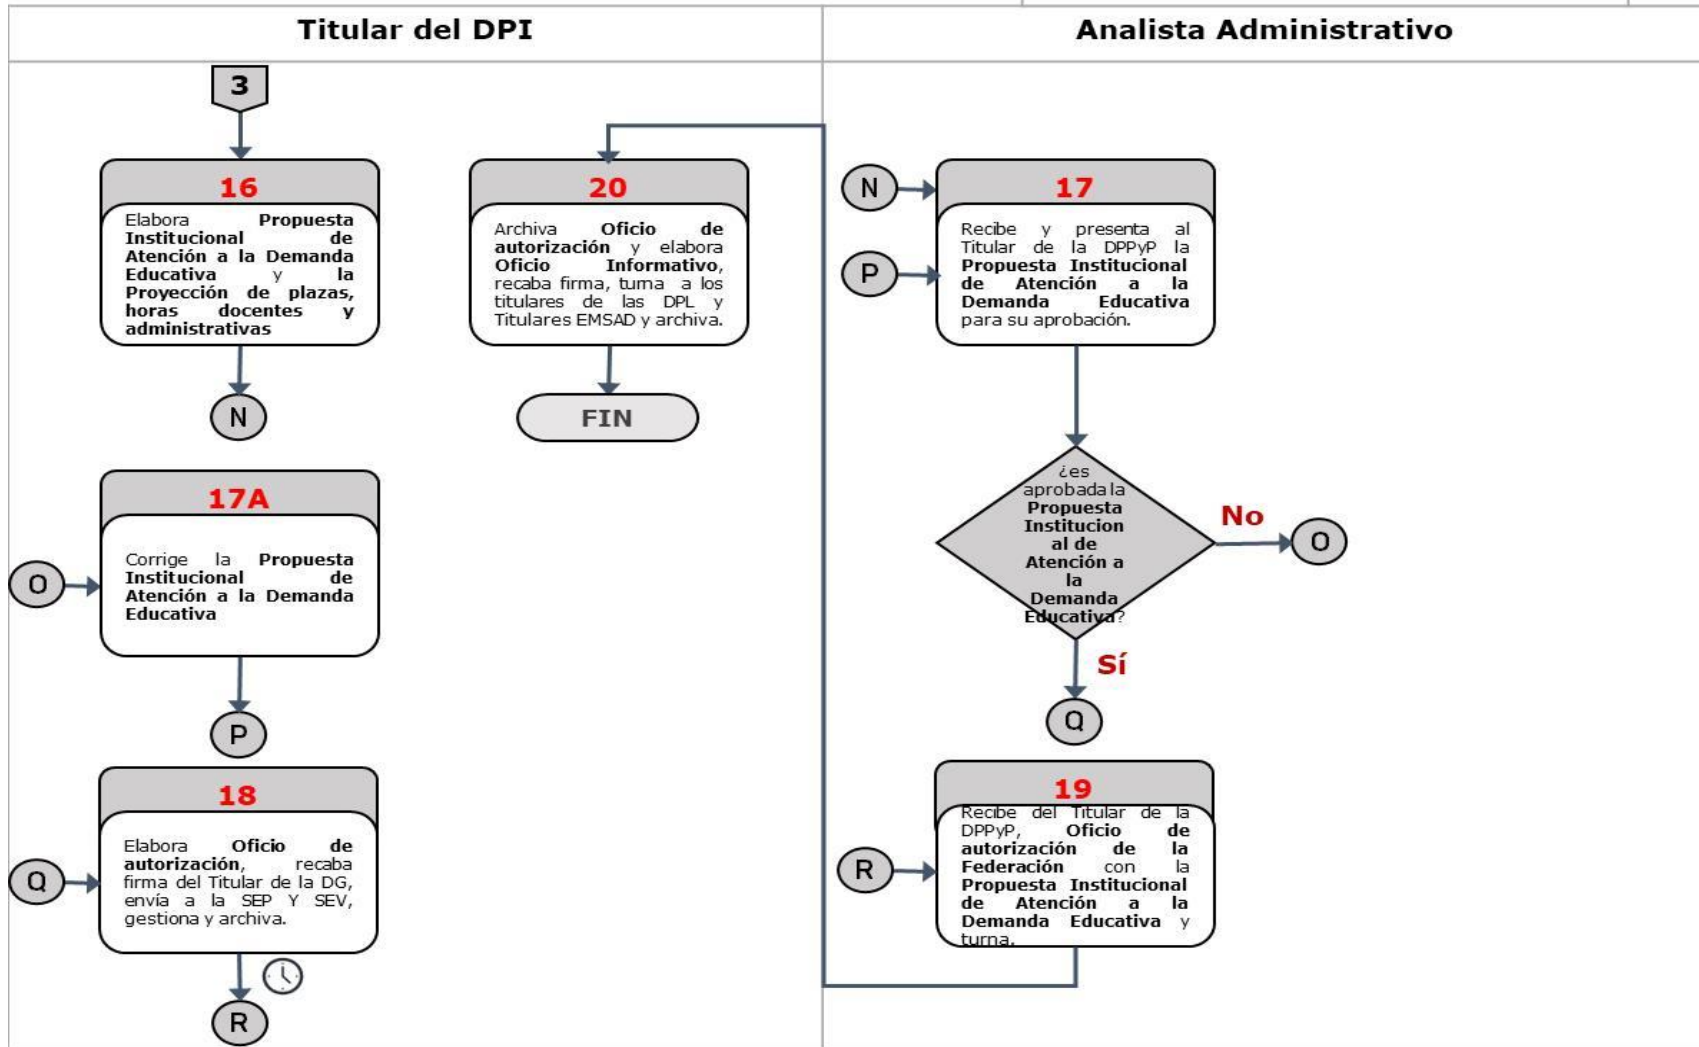 Titular del DPI
Analista Administrativo
3
16
Elabora Propuesta
Institucional de
Atención a la Demanda
Educativa y la
Proyección de plazas,
horas docentes y
administrativas
N
17A
O
Corrige la Propuesta
Institucional de
Atención a la Demanda
Educativa
P
18
Q
Elabora Oficio de
autorización, recaba
firma del Titular de la DG,
envía a la SEP Y SEV,
gestiona y archiva.
R
20
Archiva Oficio de
autorización y elabora
Oficio Informativo,
recaba firma, turna a los
titulares de las DPL y
Titulares EMSAD y archiva.
FIN
N
P
17
Recibe y presenta al
Titular de la DPPyP la
Propuesta Institucional
de Atención a la
Demanda Educativa
para su aprobación.
¿es
aprobada la
Propuesta
Institucion
al de
Atención a
la
Demanda
Educativa?
No
O
Sí
Q
19
R
Recibe del Titular de la
DPPyP, Oficio de
autorización de la
Federación con la
Propuesta Institucional
de Atención a la
Demanda Educativa y
turna.